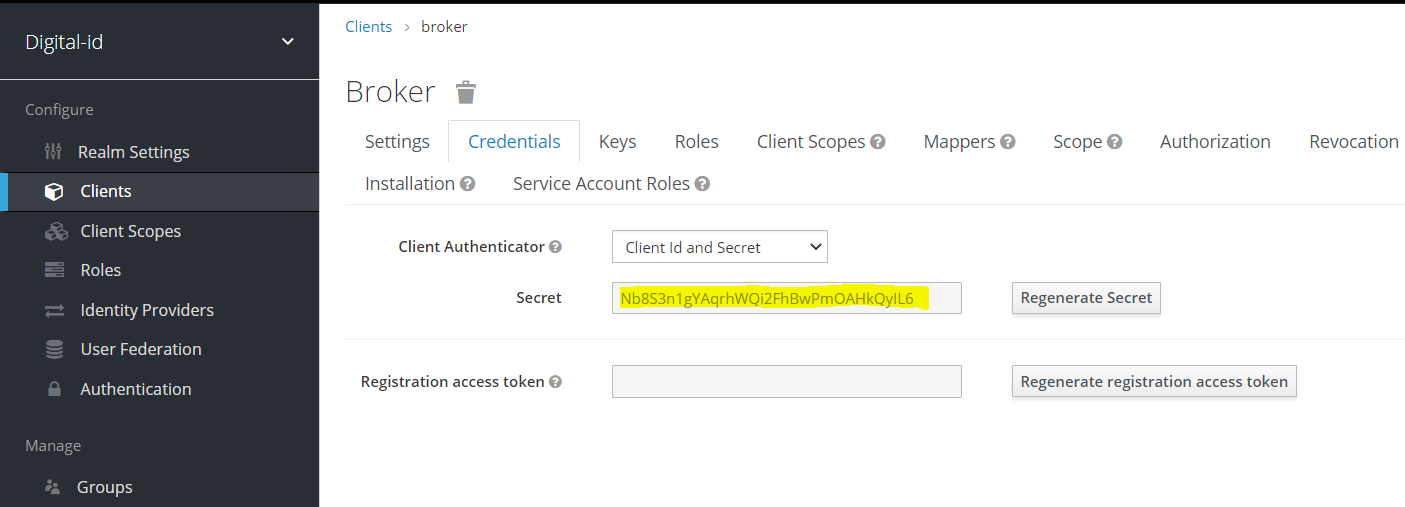 Digital-id
Clients > broker
Configure
Realm Settings
Clients
Client Scopes
Roles
Identity Providers
User Federation
Authentication
Manage
Groups
Broker
Settings Credentials Keys Roles Client Scopes ? Mappers ? Scope ? Authorization Revocation
Installation ? Service Account Roles ?
Client Authenticator ? Client Id and Secret
Secret Nb8S3n1gYAqrhWQi2FhBwPmOAHkQyIL6 Regenerate Secret
Registration access token ? Regenerate registration access token